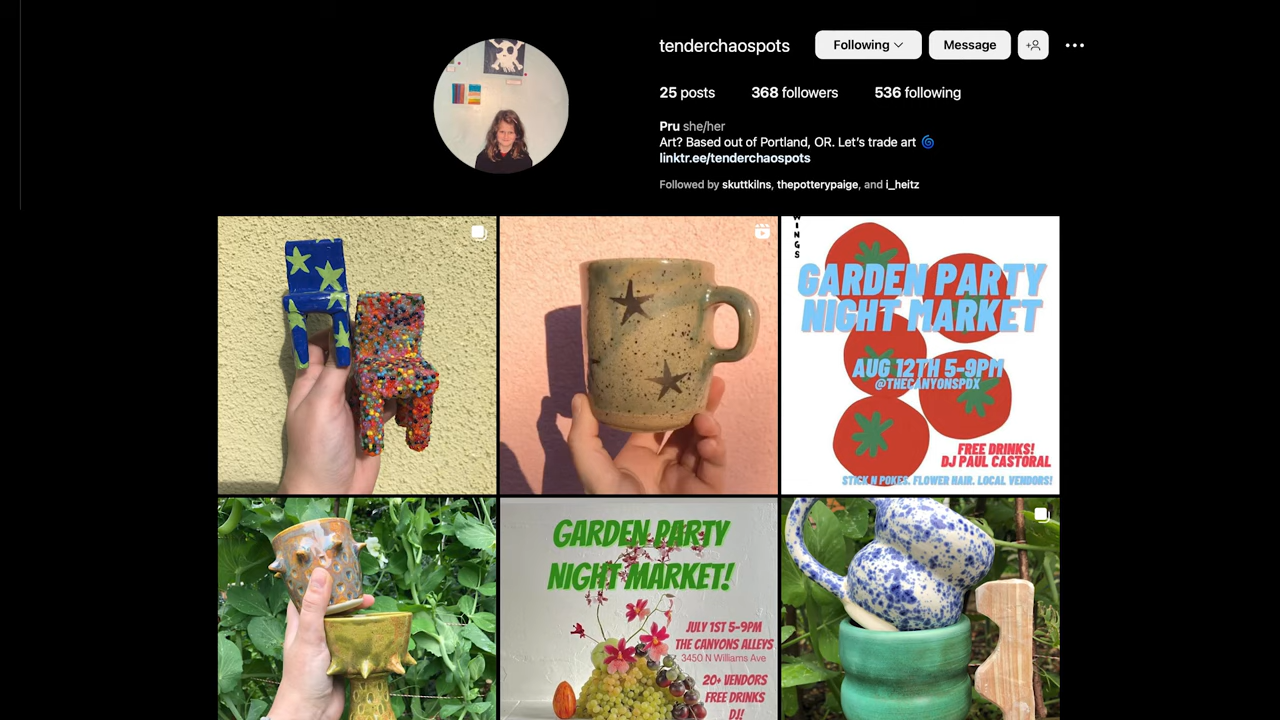 tenderchaospots
Following
Message
25 posts
368 followers
536 following
Pru she/her
Art? Based out of Portland, OR. Let's trade art
linktr.ee/tenderchaospots
Followed by skuttkilns, thepotterypaige, and i_heitz
WINGS
GARDEN PARTY
NIGHT MARKET
AUG 12TH 5-9PM
@THECANYONSPDX
FREE DRINKS!
DJ PAUL CASTORAL
STICK N POKES. FLOWER HAIR. LOCAL VENDORS!
GARDEN PARTY
NIGHT MARKET!
JULY 1ST 5-9PM
THE CANYONS ALLEYS
3450 N Williams Ave
20+ VENDORS
FREE DRINKS
DJ!